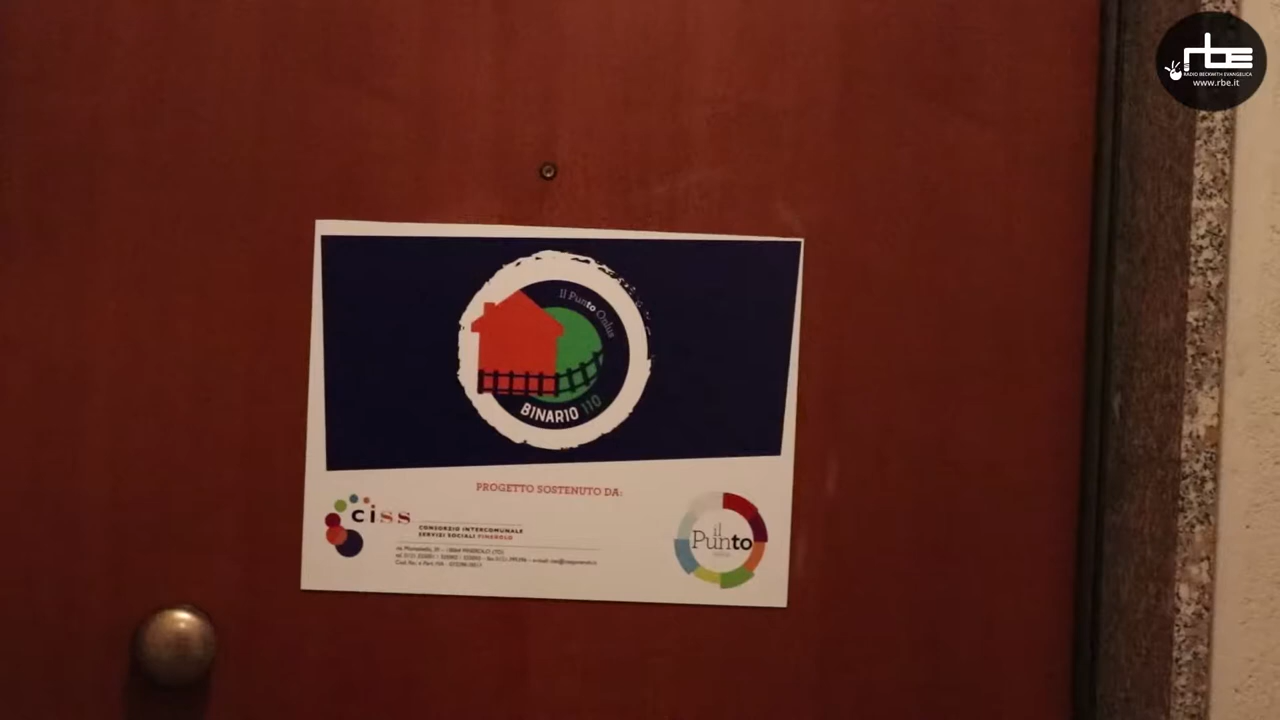 rbe
RADIO BECKWITH EVANGELICA
www.rbe.it
Il Punto Onlus
BINARIO 110
PROGETTO SOSTENUTO DA:
ciss
CONSORZIO INTERCOMUNALE
SERVIZI SOCIALI PINEROLO
il
Punto